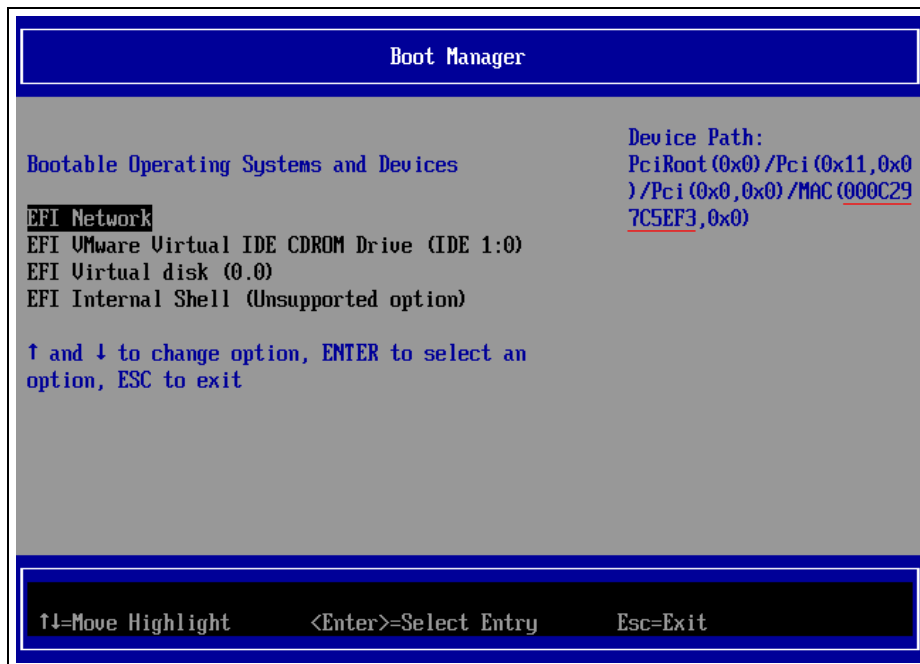 Boot Manager
Bootable Operating Systems and Devices
EFI Network
EFI VMware Virtual IDE CDROM Drive (IDE 1:0)
EFI Virtual disk (0.0)
EFI Internal Shell (Unsupported option)
↑ and ↓ to change option, ENTER to select an
option, ESC to exit
Device Path:
PciRoot(0x0)/Pci(0x11,0x0
)/Pci(0x0,0x0)/MAC(000C29
7C5EF3,0x0)
↑↓=Move Highlight <Enter>=Select Entry Esc=Exit